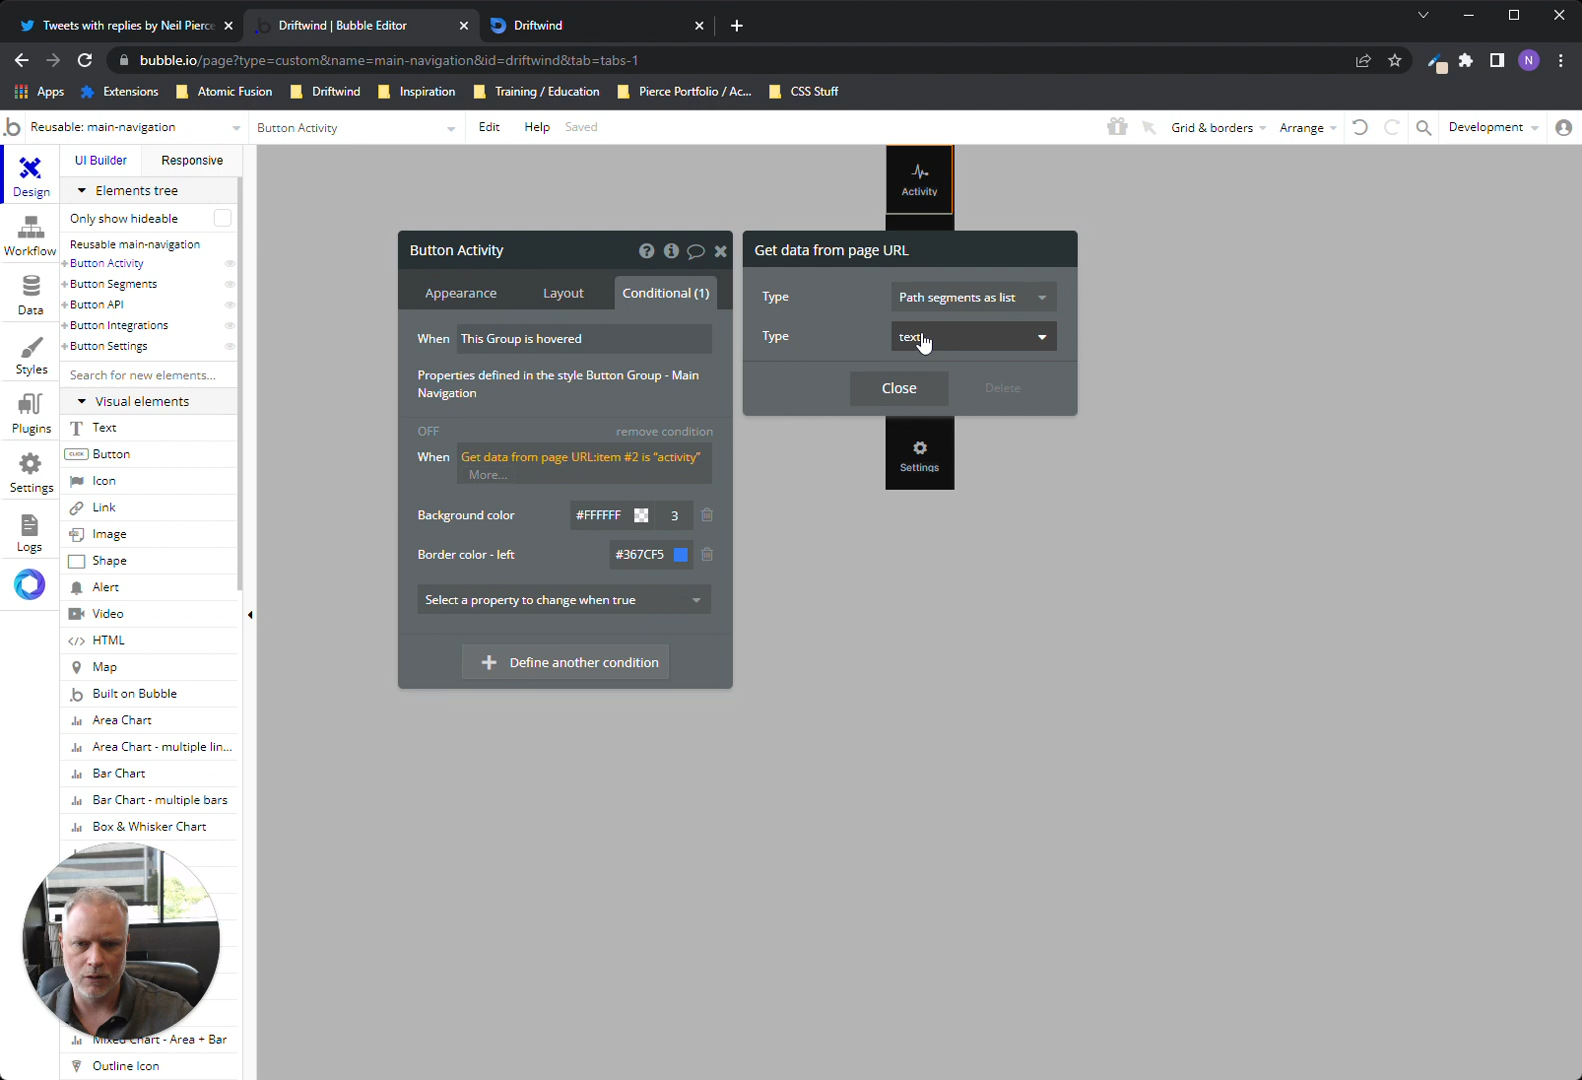 Tweets with replies by Neil Pierce
Driftwind | Bubble Editor
Driftwind
bubble.io/page?type=custom&name=main-navigation&id=driftwind&tab=tabs-1
N
Apps
Extensions
Atomic Fusion
Driftwind
Inspiration
Training / Education
Pierce Portfolio / Ac...
CSS Stuff
Reusable: main-navigation
Button Activity
Edit
Help
Saved
Grid & borders
Arrange
Development
Design
Workflow
Data
Styles
Plugins
Settings
Logs
UI Builder
Responsive
Elements tree
Only show hideable
Reusable main-navigation
Button Activity
Button Segments
Button API
Button Integrations
Button Settings
Search for new elements...
Visual elements
Text
CLICK Button
Icon
Link
Image
Shape
Alert
Video
HTML
Map
Built on Bubble
Area Chart
Area Chart - multiple lin...
Bar Chart
Bar Chart - multiple bars
Box & Whisker Chart
Mixed Chart - Area + Bar
Outline Icon
Activity
Button Activity
Appearance
Layout
Conditional (1)
When This Group is hovered
Properties defined in the style Button Group - Main
Navigation
OFF
remove condition
When Get data from page URL:item #2 is "activity"
More...
Background color #FFFFFF 3
Border color - left #367CF5
Select a property to change when true
Define another condition
Get data from page URL
Type Path segments as list
Type text
Close
Delete
Settings